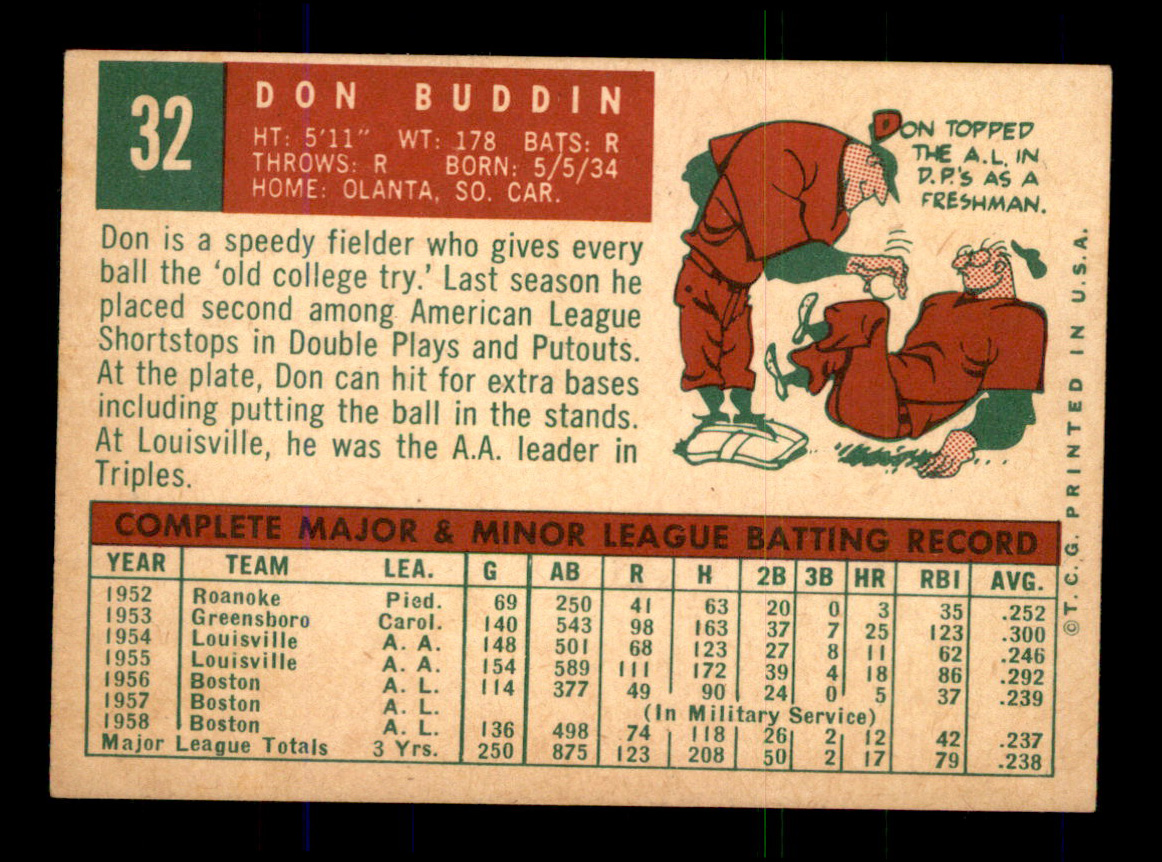 32
DON BUDDIN
HT: 5'11" WT: 178 BATS: R
THROWS: R BORN: 5/5/34
HOME: OLANTA, SO. CAR.
DON TOPPED
THE A.L. IN
D.P.'S AS A
FRESHMAN.
Don is a speedy fielder who gives every
ball the 'old college try.' Last season he
placed second among American League
Shortstops in Double Plays and Putouts.
At the plate, Don can hit for extra bases
including putting the ball in the stands.
At Louisville, he was the A.A. leader in
Triples.
COMPLETE MAJOR & MINOR LEAGUE BATTING RECORD
YEAR TEAM LEA. G AB R H 2B 3B HR RBI AVG.
1952 Roanoke Pied. 69 250 41 63 20 0 3 35 .252
1953 Greensboro Carol. 140 543 98 163 37 7 25 123 .300
1954 Louisville A. A. 148 501 68 123 27 8 11 62 .246
1955 Louisville A. A. 154 589 111 172 39 4 18 86 .292
1956 Boston A. L. 114 377 49 90 24 0 5 37 .239
1957 Boston A. L. (In Military Service)
1958 Boston A. L. 136 498 74 118 26 2 12 42 .237
Major League Totals 3 Yrs. 250 875 123 208 50 2 17 79 .238
©T. C. G. PRINTED IN U.S.A.